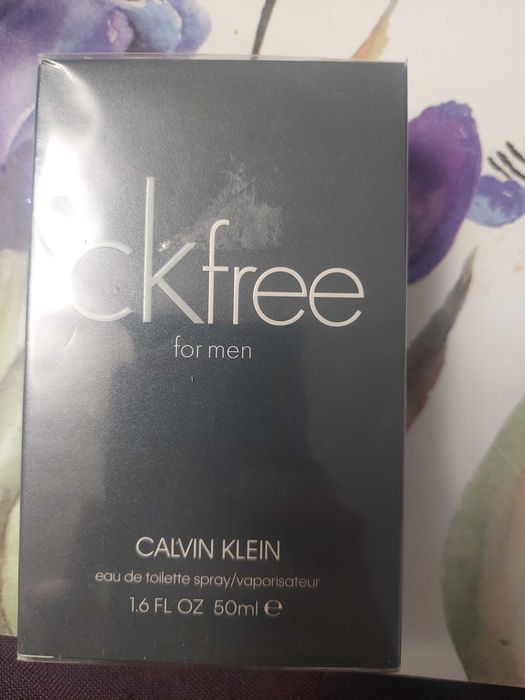 ckfree
for men
CALVIN KLEIN
eau de toilette spray/vaporisateur
1.6 FL OZ 50ml ℮